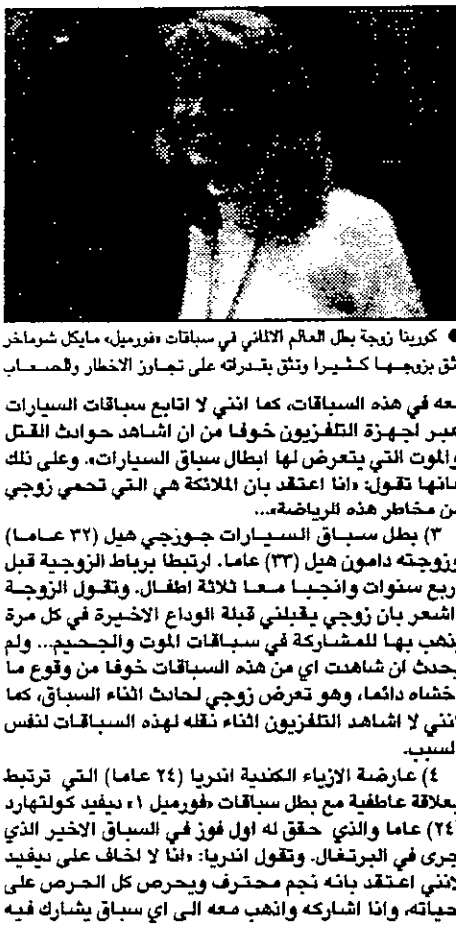 ● كورينا زوجة بطل العالم الالماني في سباقات «فورميل» مايكل شوماخر
تثق بزوجها كثيرا وتثق بقدرته على تجاوز الاخطار والصعاب
معه في هذه السباقات، كما انني لا اتابع سباقات السيارات
عبر اجهزة التلفزيون خوفا من ان اشاهد حوادث القتل
والموت التي يتعرض لها ابطال سباق السيارات». وعلى ذلك
فانها تقول: «انا اعتقد بان الملائكة هي التي تحمي زوجي
من مخاطر هذه الرياضة»...
٣) بطل سباق السيارات جورجي هيل (٣٢ عاما)
وزوجته دامون هيل (٣٣) عاما. ارتبطا برباط الزوجية قبل
اربع سنوات وانجبا معا ثلاثة اطفال. وتقول الزوجة
اشعر بان زوجي يقبلني قبلة الوداع الاخيرة في كل مرة
يذهب بها للمشاركة في سباقات الموت والجحيم... ولم
يحدث ان شاهدت اي من هذه السباقات خوفا من وقوع ما
اخشاه دائما، وهو تعرض زوجي لحادث اثناء السباق، كما
انني لا اشاهد التلفزيون اثناء نقله لهذه السباقات لنفس
السبب.
٤) عارضة الازياء الكندية اندريا (٢٤ عاما) التي ترتبط
بعلاقة عاطفية مع بطل سباقات «فورميل ١» ديفيد كولتهارد
(٢٤) عاما والذي حقق له اول فوز في السباق الاخير الذي
جرى في البرتغال. وتقول اندريا: «انا لا اخاف على ديفيد
لانني اعتقد بانه نجم محترف ويحرص كل الحرص على
حياته، وانا اشاركه واذهب معه الى اي سباق يشارك فيه